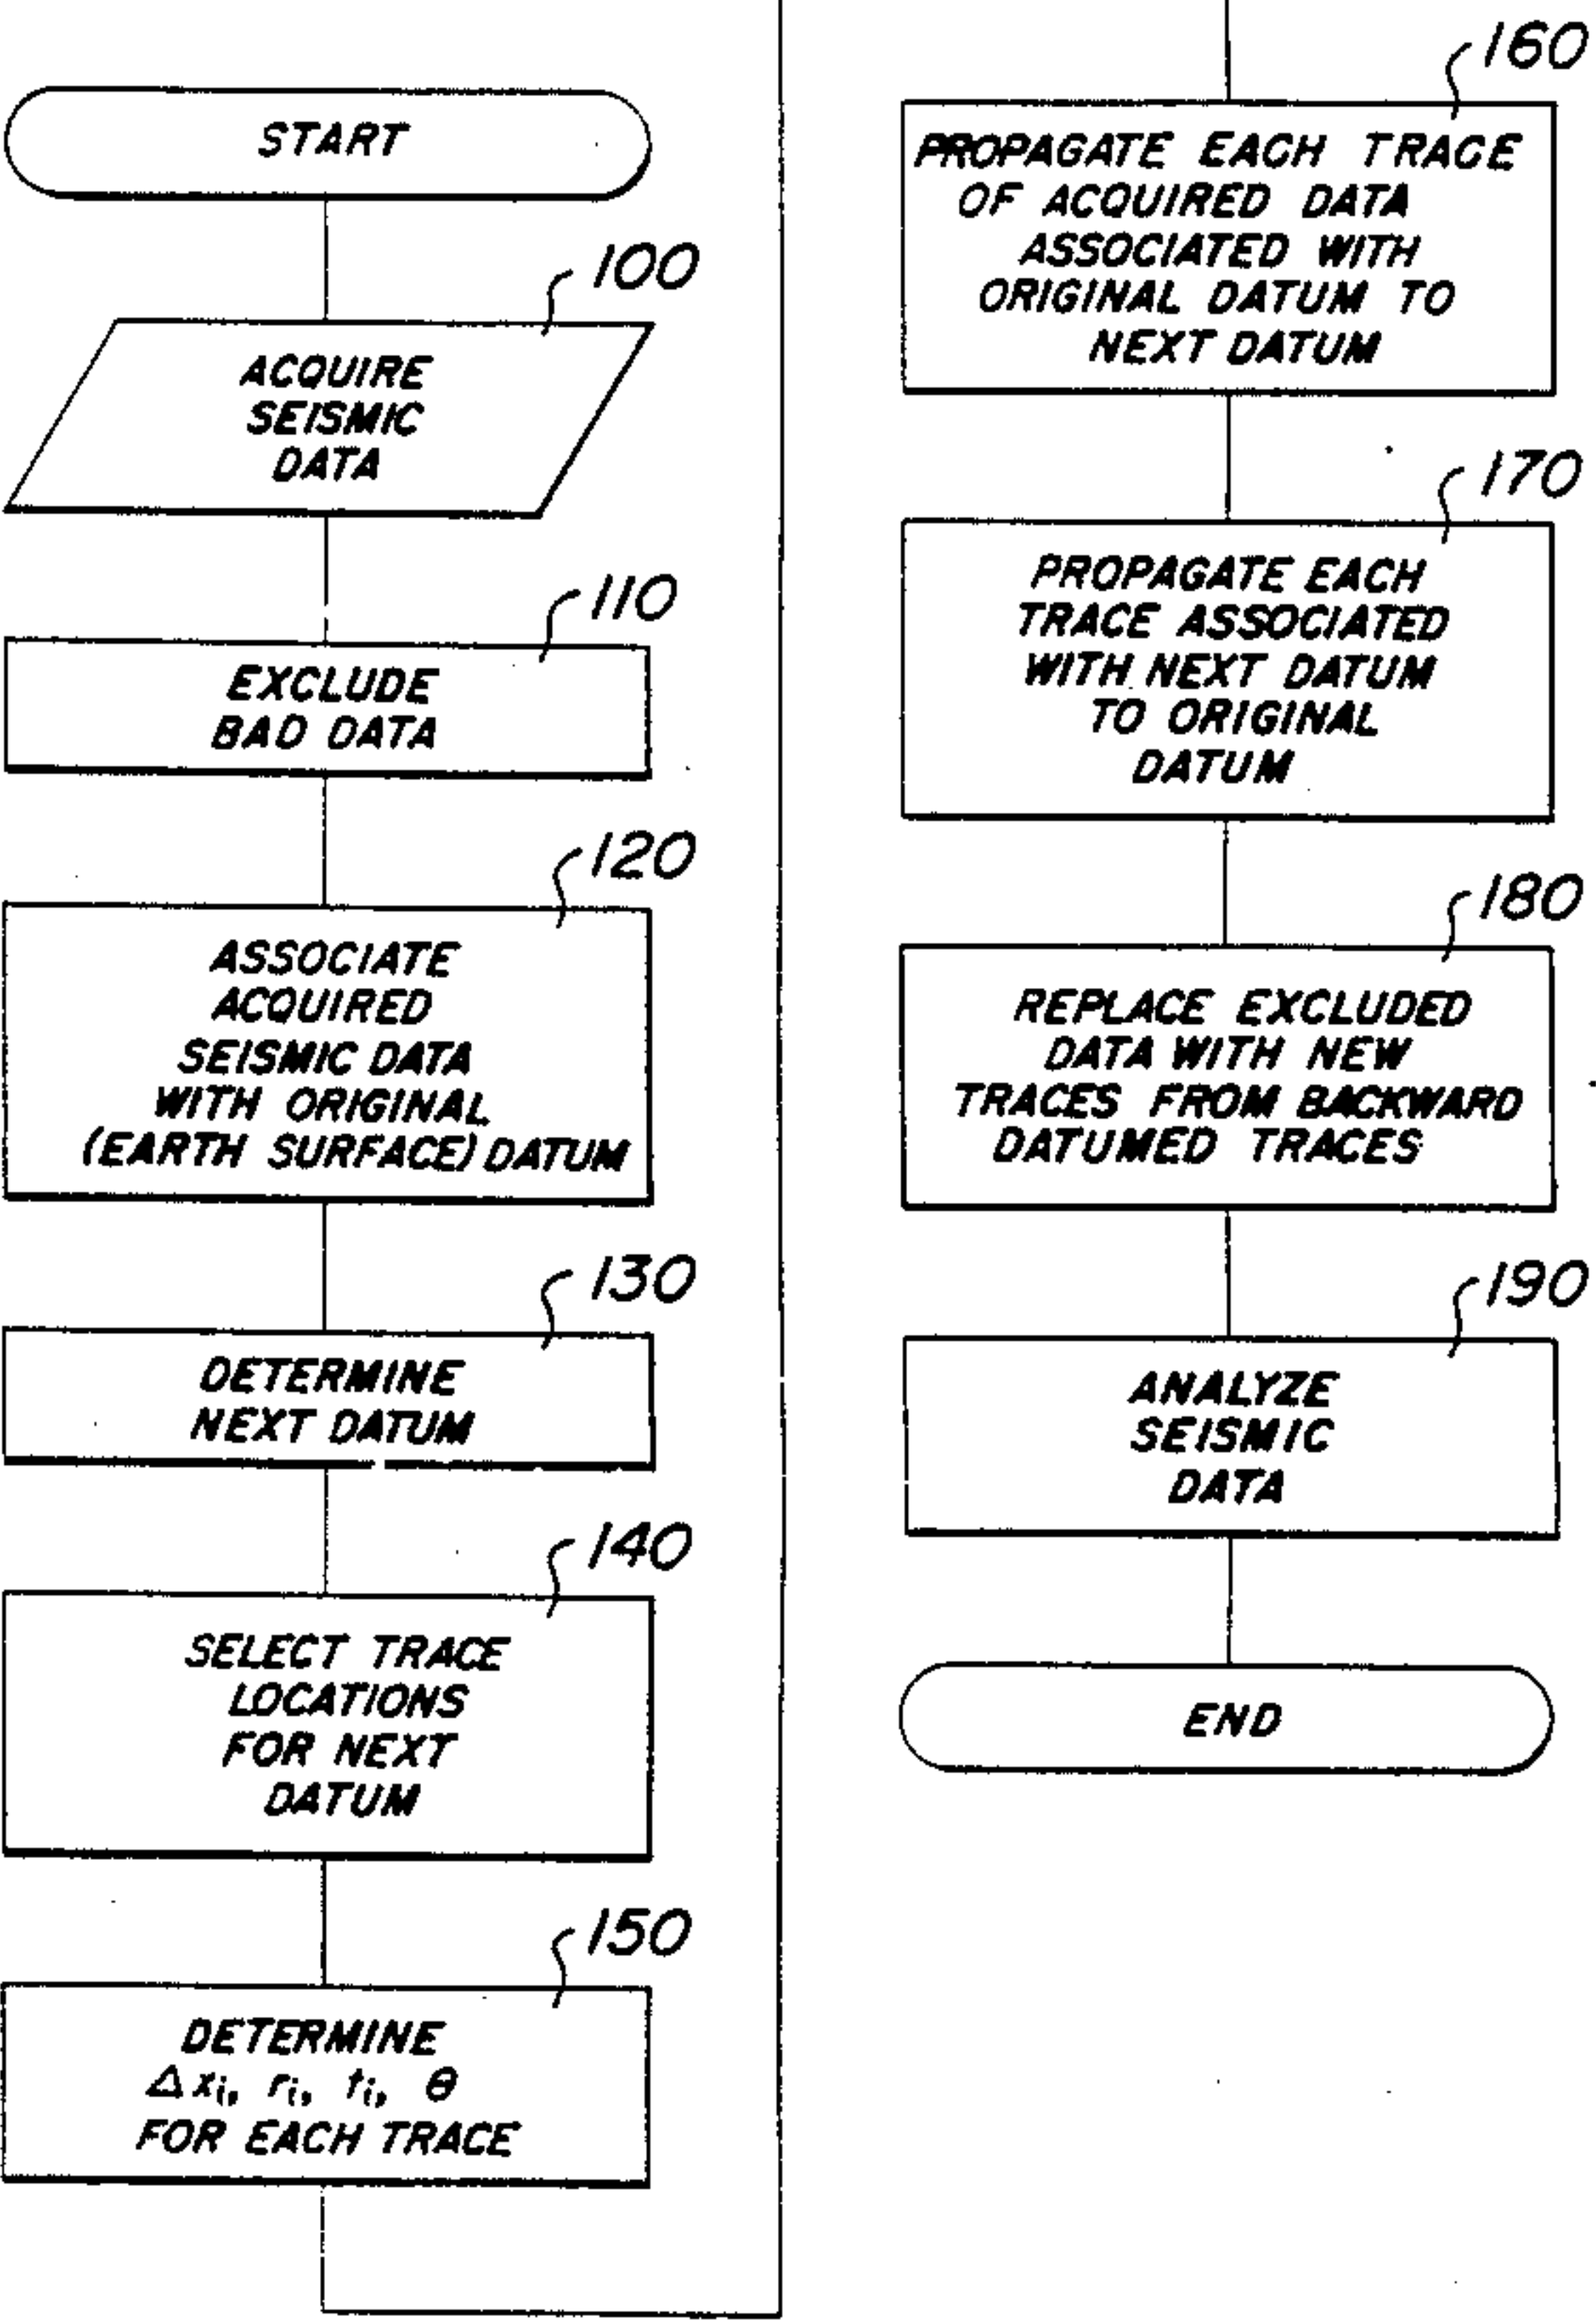 START
100
ACQUIRE
SEISMIC
DATA
110
EXCLUDE
BAD DATA
120
ASSOCIATE
ACQUIRED
SEISMIC DATA
WITH ORIGINAL
(EARTH SURFACE) DATUM
130
DETERMINE
NEXT DATUM
140
SELECT TRACE
LOCATIONS
FOR NEXT
DATUM
150
DETERMINE
Δxᵢ, rᵢ, tᵢ, θ
FOR EACH TRACE
160
PROPAGATE EACH TRACE
OF ACQUIRED DATA
ASSOCIATED WITH
ORIGINAL DATUM TO
NEXT DATUM
170
PROPAGATE EACH
TRACE ASSOCIATED
WITH NEXT DATUM
TO ORIGINAL
DATUM
180
REPLACE EXCLUDED
DATA WITH NEW
TRACES FROM BACKWARD
DATUMED TRACES
190
ANALYZE
SEISMIC
DATA
END